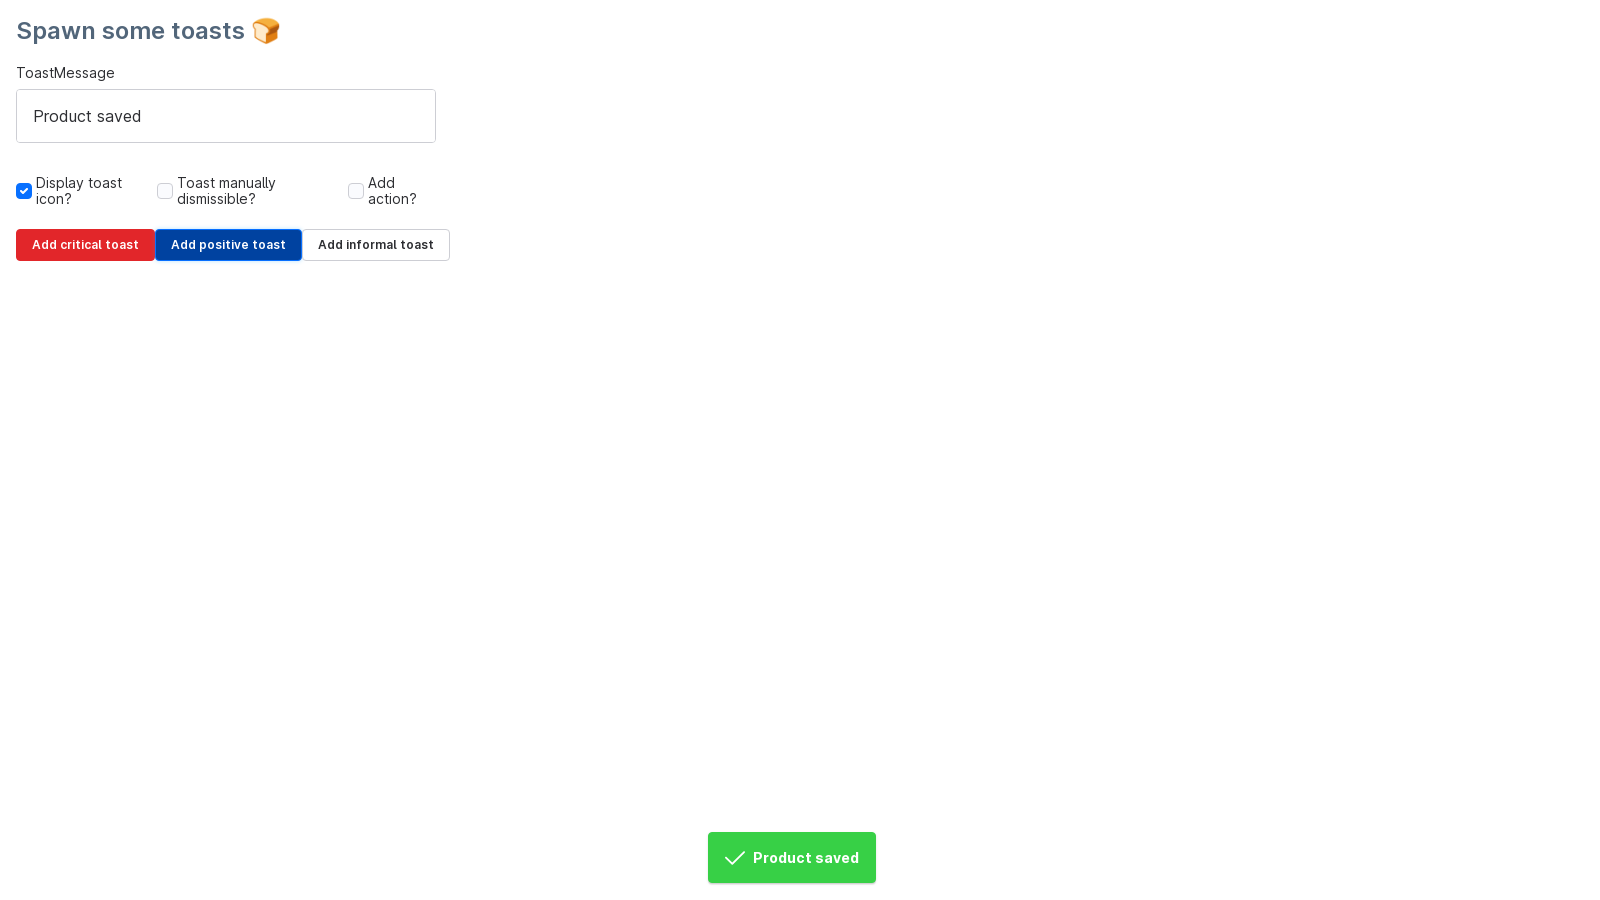 Spawn some toasts 🍞
ToastMessage
Product saved
Display toast icon?
Toast manually dismissible?
Add action?
Add critical toast
Add positive toast
Add informal toast
Product saved